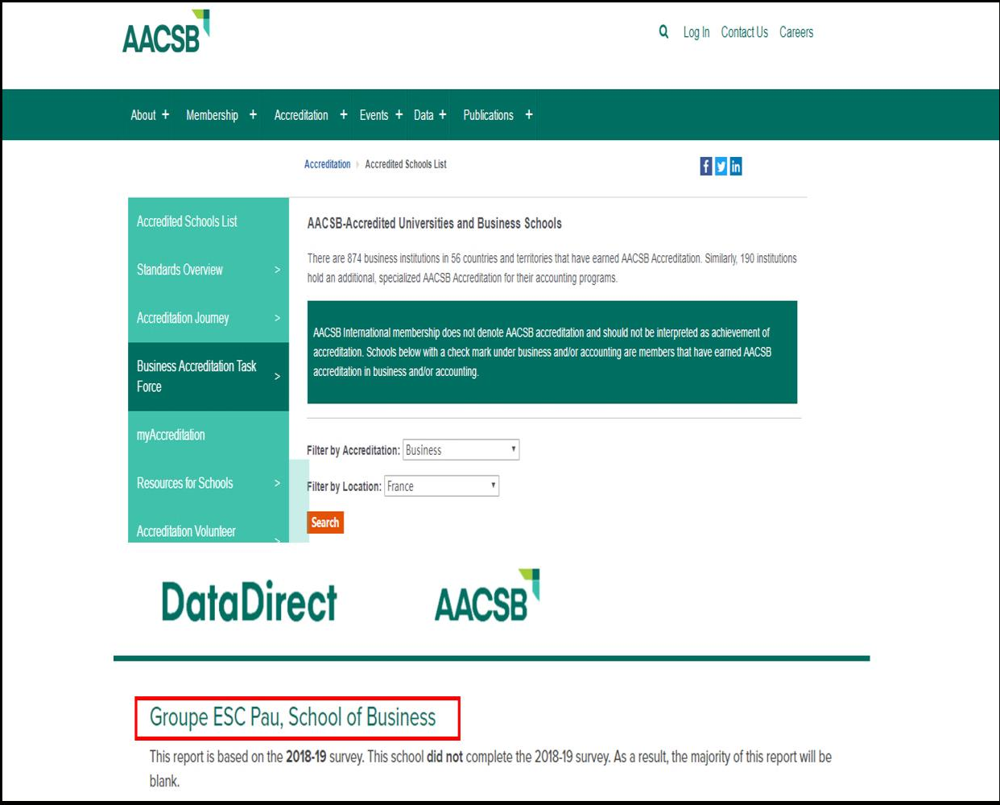 AACSB
Log In Contact Us Careers
About + Membership + Accreditation + Events + Data + Publications +
Accreditation Accredited Schools List
f in
Accredited Schools List
Standards Overview >
Accreditation Journey >
Business Accreditation Task
Force >
myAccreditation
Resources for Schools >
Accreditation Volunteer
AACSB-Accredited Universities and Business Schools
There are 874 business institutions in 56 countries and territories that have earned AACSB Accreditation. Similarly, 190 institutions
hold an additional, specialized AACSB Accreditation for their accounting programs.
AACSB International membership does not denote AACSB accreditation and should not be interpreted as achievement of
accreditation. Schools below with a check mark under business and/or accounting are members that have earned AACSB
accreditation in business and/or accounting.
Filter by Accreditation: Business
Filter by Location: France
Search
DataDirect AACSB
Groupe ESC Pau, School of Business
This report is based on the 2018-19 survey. This school did not complete the 2018-19 survey. As a result, the majority of this report will be
blank.